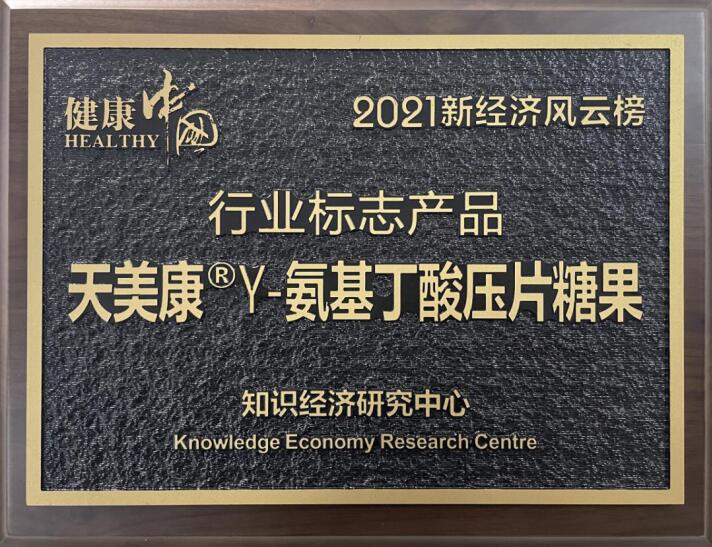 健康中国
HEALTHY
2021新经济风云榜
行业标志产品
天美康®Y-氨基丁酸压片糖果
知识经济研究中心
Knowledge Economy Research Centre